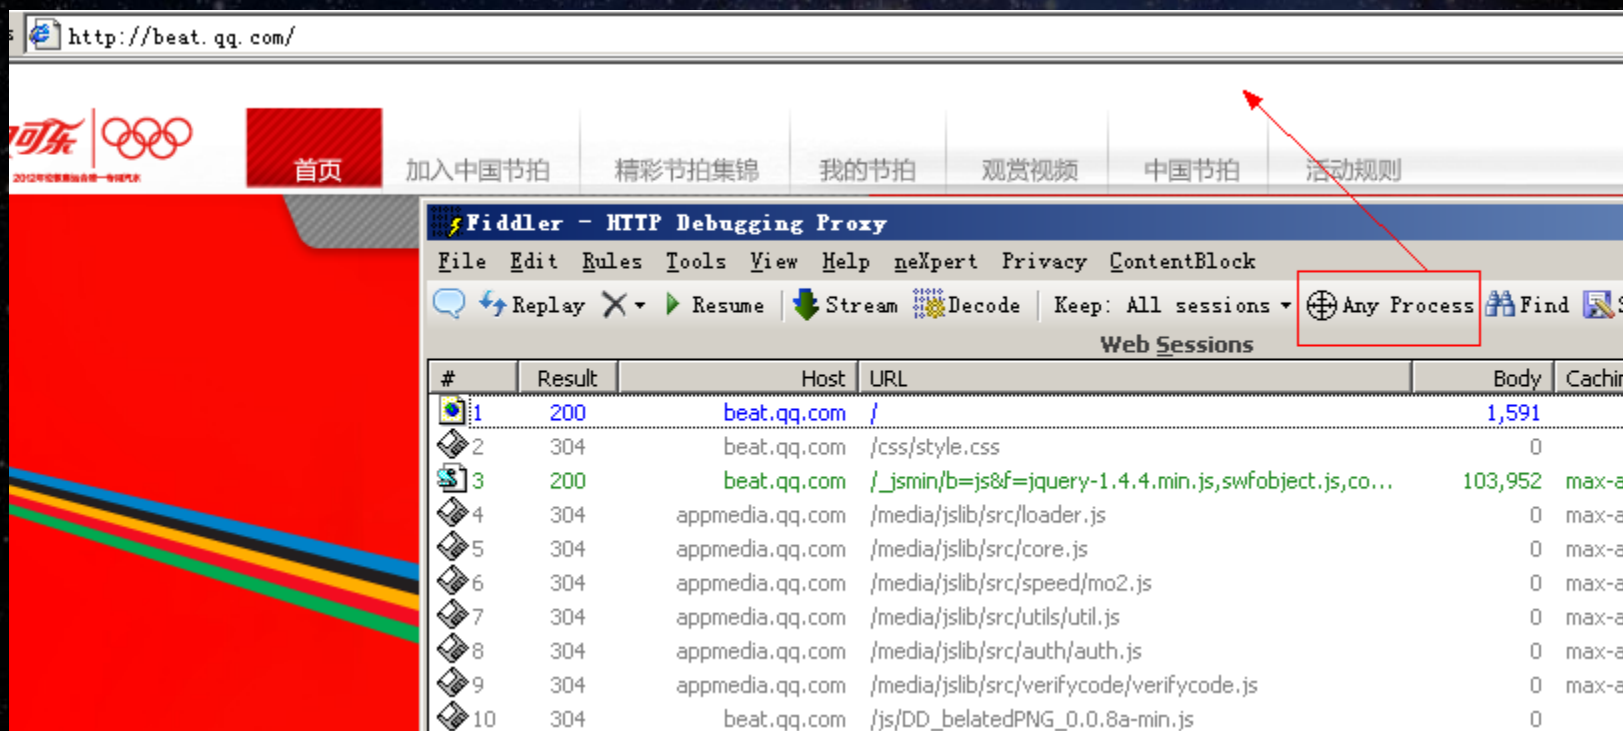 http://beat.qq.com/
可乐
首页 加入中国节拍 精彩节拍集锦 我的节拍 观赏视频 中国节拍 活动规则
Fiddler - HTTP Debugging Proxy
File Edit Rules Tools View Help neXpert Privacy ContentBlock
Replay Resume Stream Decode Keep: All sessions Any Process Find S
Web Sessions
# Result Host URL Body Cachin
1 200 beat.qq.com / 1,591
2 304 beat.qq.com /css/style.css 0
3 200 beat.qq.com /_jsmin/b=js&f=jquery-1.4.4.min.js,swfobject.js,co... 103,952 max-a
4 304 appmedia.qq.com /media/jslib/src/loader.js 0 max-a
5 304 appmedia.qq.com /media/jslib/src/core.js 0 max-a
6 304 appmedia.qq.com /media/jslib/src/speed/mo2.js 0 max-a
7 304 appmedia.qq.com /media/jslib/src/utils/util.js 0 max-a
8 304 appmedia.qq.com /media/jslib/src/auth/auth.js 0 max-a
9 304 appmedia.qq.com /media/jslib/src/verifycode/verifycode.js 0 max-a
10 304 beat.qq.com /js/DD_belatedPNG_0.0.8a-min.js 0